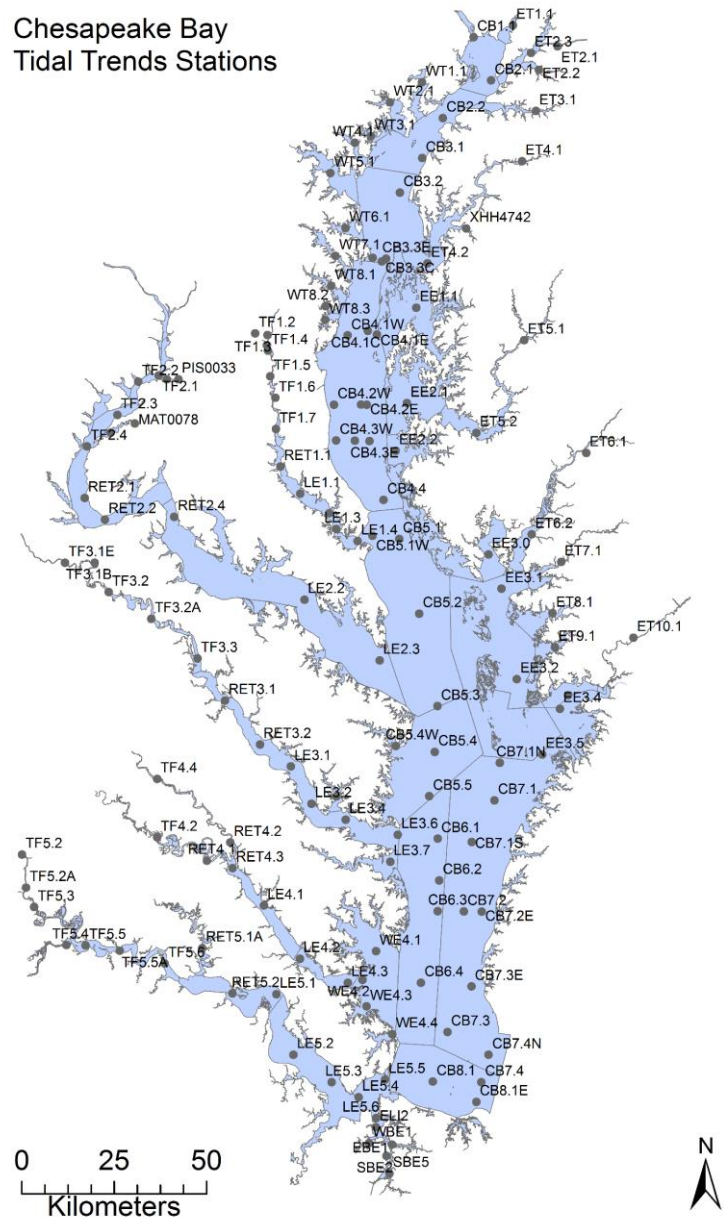 Chesapeake Bay
Tidal Trends Stations
CB1.1
ET1.1
ET2.3
ET2.1
ET2.2
CB2.1
WT1.1
WT2.1
CB2.2
ET3.1
WT3.1
WT4.1
CB3.1
ET4.1
WT5.1
CB3.2
WT6.1
XHH4742
WT7.1
CB3.3E
ET4.2
CB3.3C
WT8.1
WT8.2
WT8.3
EE1.1
TF1.2
CB4.1W
TF1.4
CB4.1C
CB4.1E
ET5.1
TF1.3
TF1.5
TF2.2
PIS0033
TF2.1
TF1.6
CB4.2W
EE2.1
CB4.2E
TF2.3
MAT0078
TF1.7
ET5.2
CB4.3W
TF2.4
EE2.2
ET6.1
CB4.3E
RET1.1
RET2.1
LE1.1
CB4.4
RET2.2
RET2.4
LE1.3
LE1.4
CB5.1
ET6.2
CB5.1W
EE3.0
TF3.1E
ET7.1
TF3.1B
TF3.2
EE3.1
LE2.2
CB5.2
ET8.1
TF3.2A
ET9.1
ET10.1
TF3.3
LE2.3
EE3.2
RET3.1
CB5.3
EE3.4
RET3.2
CB5.4W
CB5.4
CB7.1N
EE3.5
LE3.1
TF4.4
CB5.5
CB7.1
LE3.2
LE3.4
TF4.2
RET4.2
LE3.6
CB6.1
CB7.1S
TF5.2
RET4.1
RET4.3
LE3.7
TF5.2A
CB6.2
TF5.3
LE4.1
CB6.3
CB7.2
CB7.2E
TF5.4
TF5.5
RET5.1A
WE4.1
TF5.5A
TF5.6
LE4.2
LE4.3
CB6.4
CB7.3E
RET5.2
LE5.1
WE4.2
WE4.3
WE4.4
CB7.3
LE5.2
CB7.4N
LE5.3
LE5.5
CB8.1
CB7.4
LE5.4
CB8.1E
LE5.6
ELI2
WBE1
EBE1
SBE5
SBE2
0 25 50
Kilometers
N